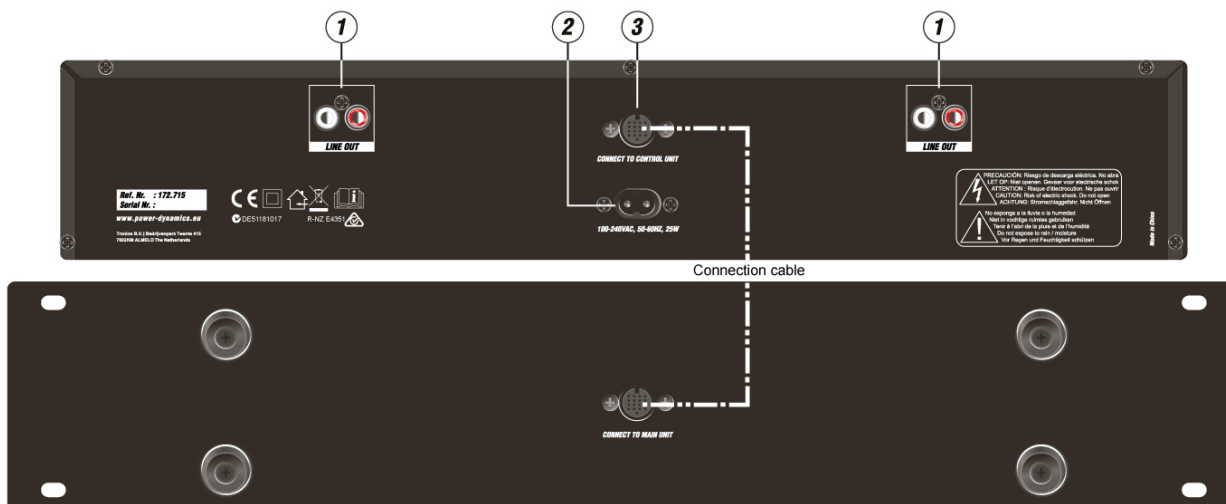 1 2 3 1
LINE OUT
LINE OUT
CONNECT TO CONTROL UNIT
Ref. Nr. : 172.715
Serial Nr. :
www.power-dynamics.eu
Tronios B.V. | Bedrijvenpark Twente 415
7602KM ALMELO The Netherlands
CE
DE51181017
R-NZ E4351
100-240VAC, 50-60HZ, 25W
PRECAUCIÓN: Riesgo de descarga eléctrica. No abra
LET OP: Niet openen. Gevaar voor electrische schok
ATTENTION : Risque d'électrocution. Ne pas ouvrir
CAUTION: Risk of electric shock. Do not open
ACHTUNG: Stromschlaggefahr. Nicht Öffnen
No exponga a la lluvia o la humedad
Niet in vochtige ruimtes gebruiken
Tenir à l'abri de la pluie et de l'humidité
Do not expose to rain / moisture
Vor Regen und Feuchtigkeit schützen
Made in China
Connection cable
CONNECT TO MAIN UNIT